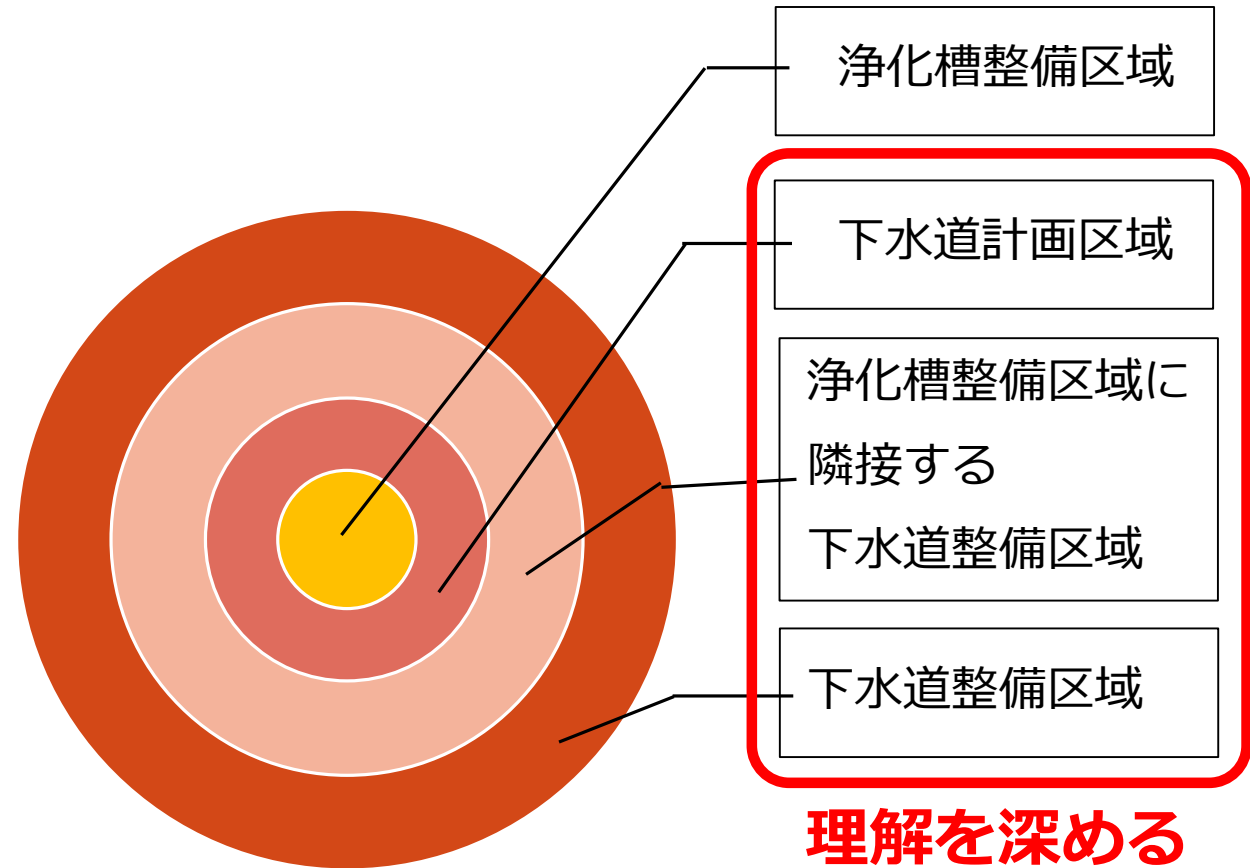 浄化槽整備区域
下水道計画区域
浄化槽整備区域に
隣接する
下水道整備区域
下水道整備区域
理解を深める